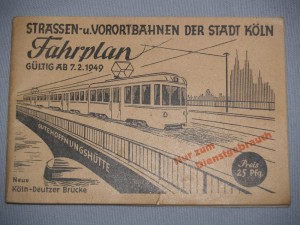 STRASSEN-u.VORORTBAHNEN DER STADT KÖLN
Fahrplan
GÜLTIG AB 7.2.1949
GUTEHOFFNUNGSHÜTTE
Nur zum
Dienstgebrauch
Neue
Köln-Deutzer Brücke
Preis
25 Pfg.